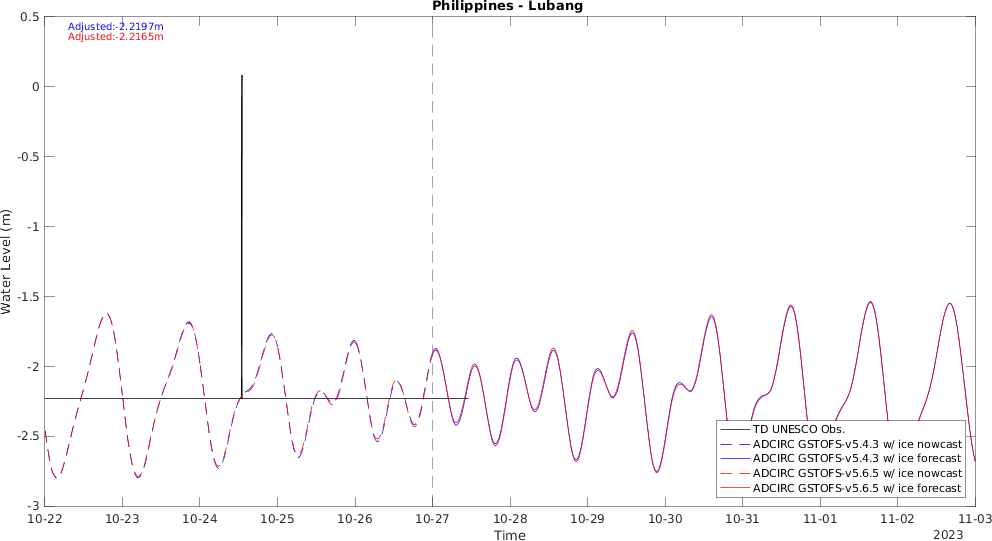 Philippines - Lubang
Adjusted:-2.2197m
Adjusted:-2.2165m
Water Level (m)
0.5
0
-0.5
-1
-1.5
-2
-2.5
-3
TD UNESCO Obs.
ADCIRC GSTOFS-v5.4.3 w/ ice nowcast
ADCIRC GSTOFS-v5.4.3 w/ ice forecast
ADCIRC GSTOFS-v5.6.5 w/ ice nowcast
ADCIRC GSTOFS-v5.6.5 w/ ice forecast
10-22 10-23 10-24 10-25 10-26 10-27 10-28 10-29 10-30 10-31 11-01 11-02 11-03
Time
2023